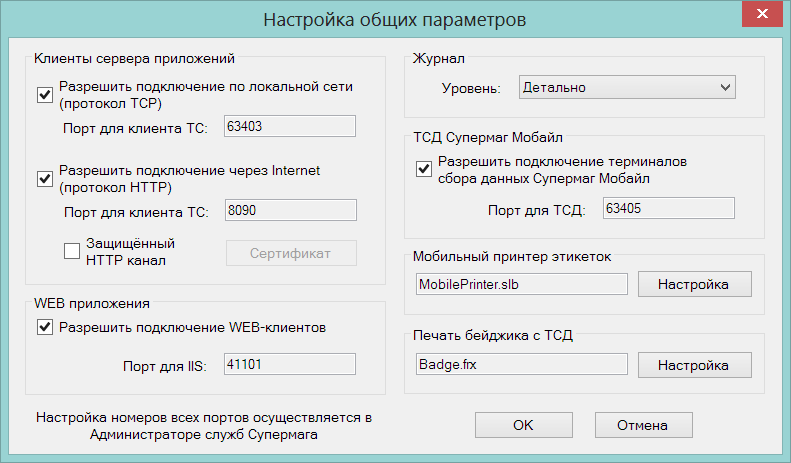 Настройка общих параметров
Клиенты сервера приложений
Разрешить подключение по локальной сети
(протокол TCP)
Порт для клиента ТС: 63403
Разрешить подключение через Internet
(протокол HTTP)
Порт для клиента ТС: 8090
Защищённый
HTTP канал
Сертификат
WEB приложения
Разрешить подключение WEB-клиентов
Порт для IIS: 41101
Настройка номеров всех портов осуществляется в
Администраторе служб Супермага
Журнал
Уровень: Детально
ТСД Супермаг Мобайл
Разрешить подключение терминалов
сбора данных Супермаг Мобайл
Порт для ТСД: 63405
Мобильный принтер этикеток
MobilePrinter.slb Настройка
Печать бейджика с ТСД
Badge.frx Настройка
OK Отмена